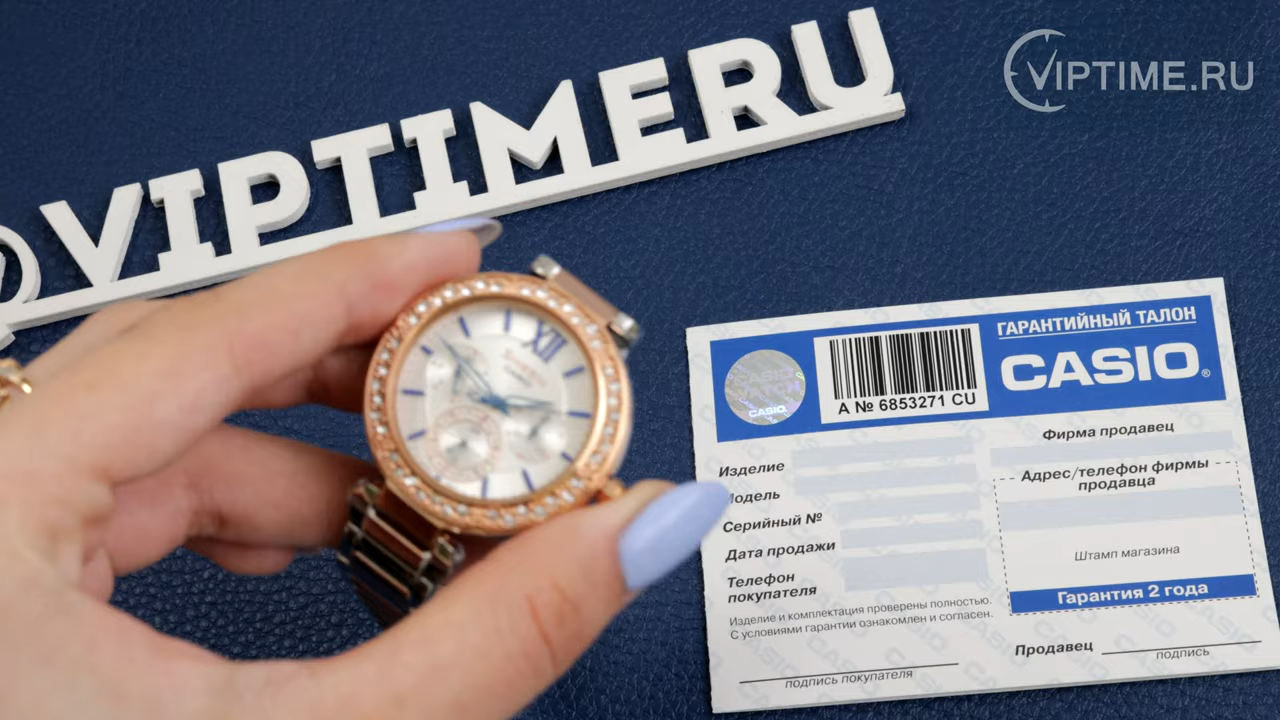 @VIPTIMERU
VIPTIME.RU
XII
ГАРАНТИЙНЫЙ ТАЛОН
CASIO®
CASIO
A № 6853271 CU
Фирма продавец
Изделие
Модель
Серийный №
Дата продажи
Телефон
покупателя
Адрес/телефон фирмы
продавца
Штамп магазина
Гарантия 2 года
Изделие и комплектация проверены полностью.
С условиями гарантии ознакомлен и согласен.
Продавец
подпись
подпись покупателя